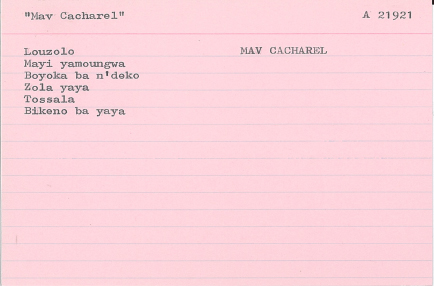 "Mav Cacharel" A 21921
Louzolo MAV CACHAREL
Mayi yamoungwa
Boyoka ba n'deko
Zola yaya
Tossala
Bikeno ba yaya